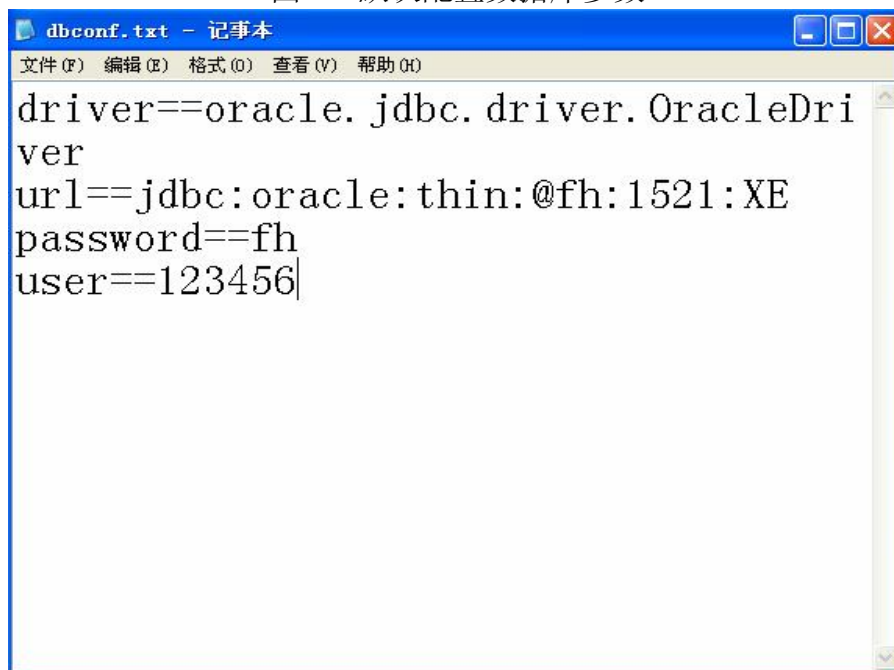 dbconf.txt - 记事本
文件(F) 编辑(E) 格式(O) 查看(V) 帮助(H)
driver==oracle.jdbc.driver.OracleDri
ver
url==jdbc:oracle:thin:@fh:1521:XE
password==fh
user==123456